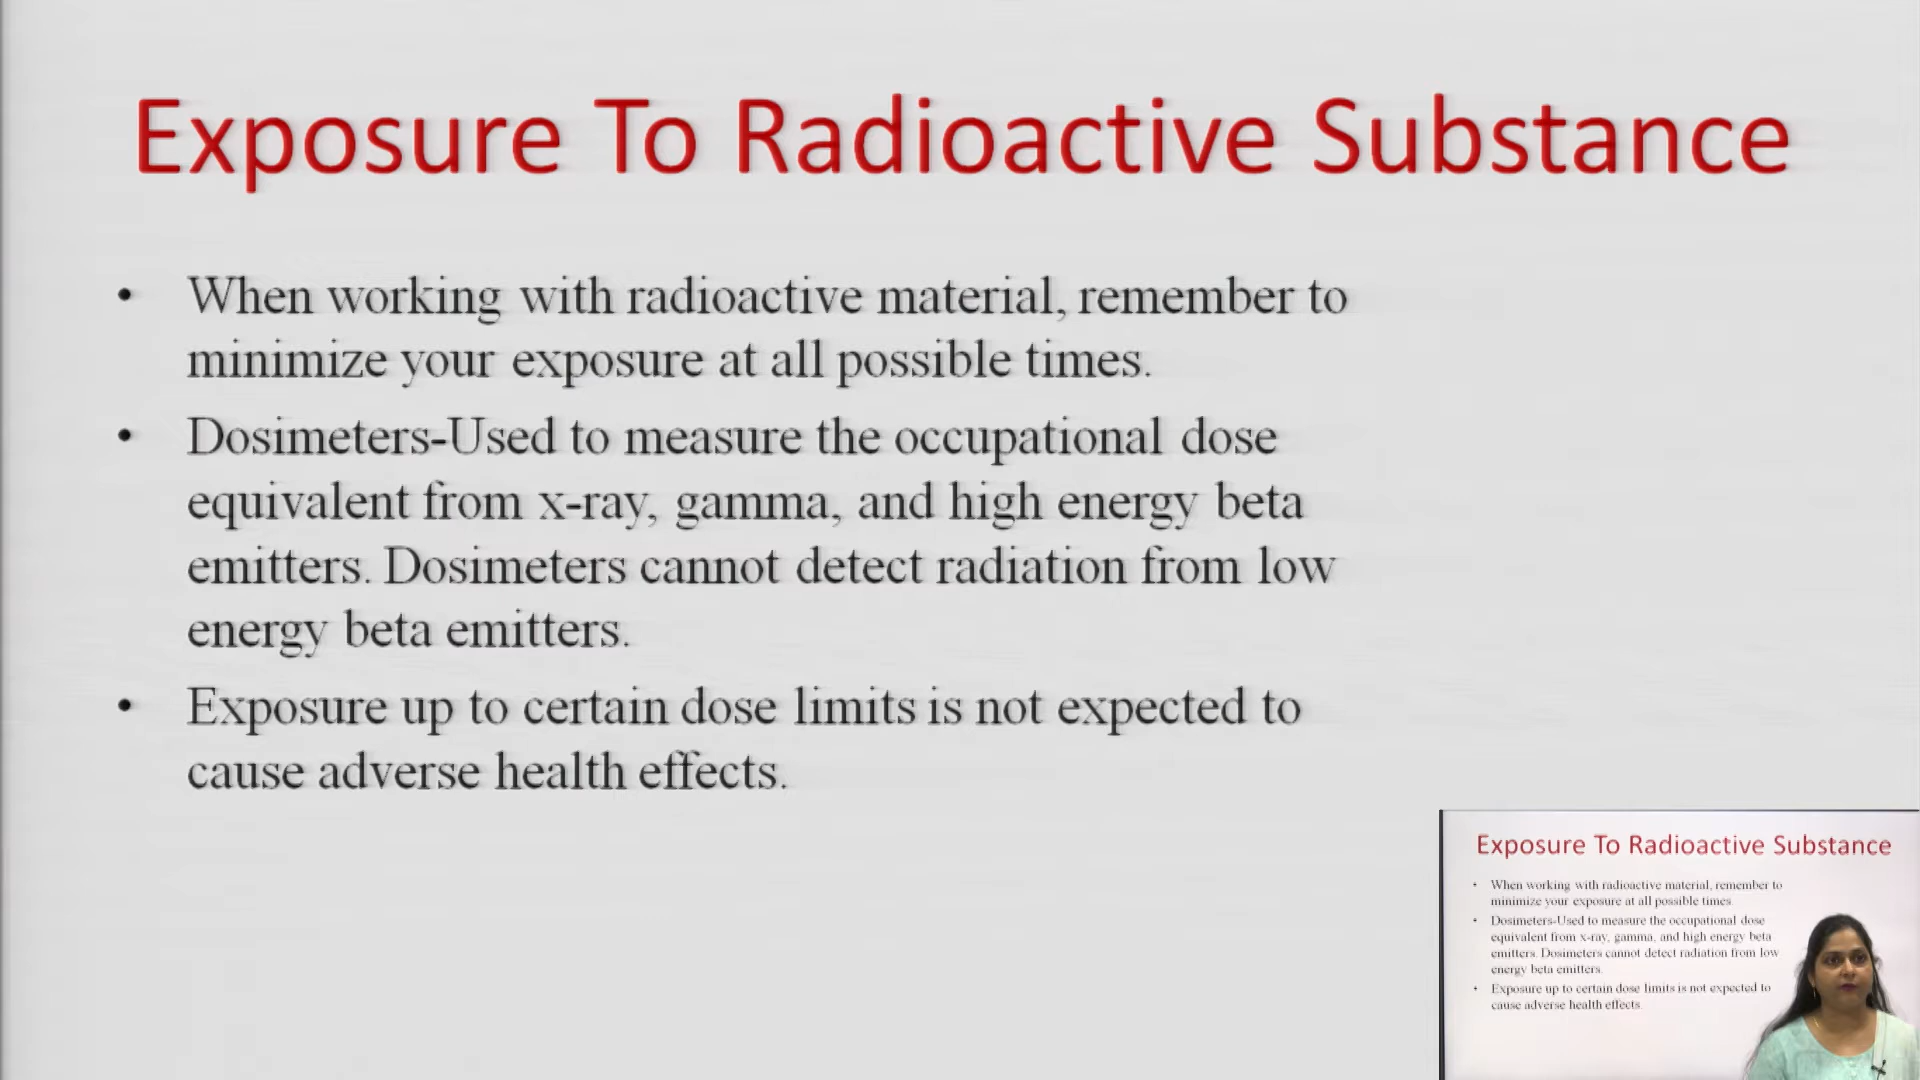 Exposure To Radioactive Substance
• When working with radioactive material, remember to
minimize your exposure at all possible times.
• Dosimeters-Used to measure the occupational dose
equivalent from x-ray, gamma, and high energy beta
emitters. Dosimeters cannot detect radiation from low
energy beta emitters.
• Exposure up to certain dose limits is not expected to
cause adverse health effects.
Exposure To Radioactive Substance
• When working with radioactive material, remember to
minimize your exposure at all possible times.
• Dosimeters-Used to measure the occupational dose
equivalent from x-ray, gamma, and high energy beta
emitters. Dosimeters cannot detect radiation from low
energy beta emitters.
• Exposure up to certain dose limits is not expected to
cause adverse health effects.